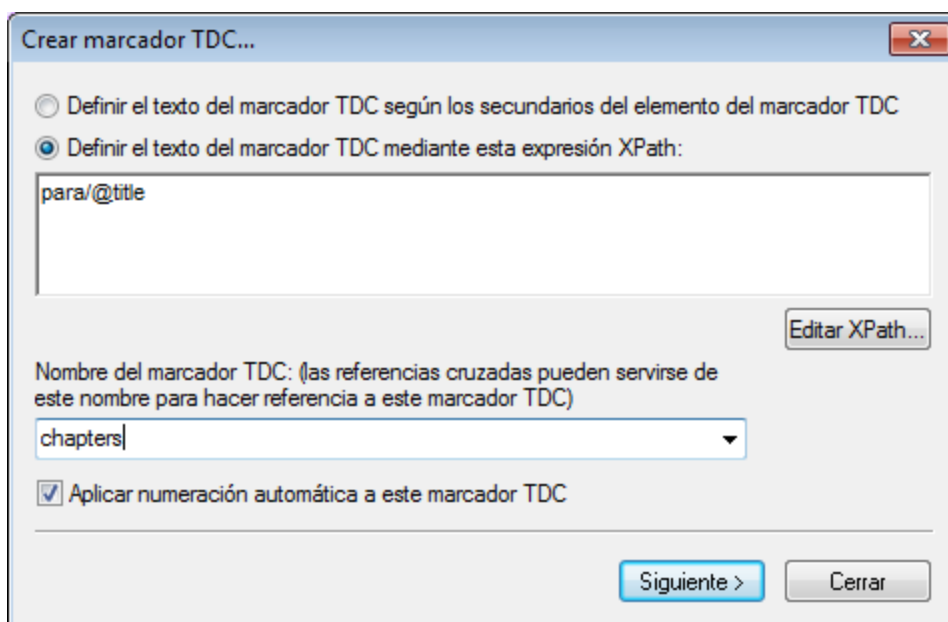 Crear marcador TDC...
Definir el texto del marcador TDC según los secundarios del elemento del marcador TDC
Definir el texto del marcador TDC mediante esta expresión XPath:
para/@title
Editar XPath...
Nombre del marcador TDC: (las referencias cruzadas pueden servirse de
este nombre para hacer referencia a este marcador TDC)
chapters
Aplicar numeración automática a este marcador TDC
Siguiente >
Cerrar